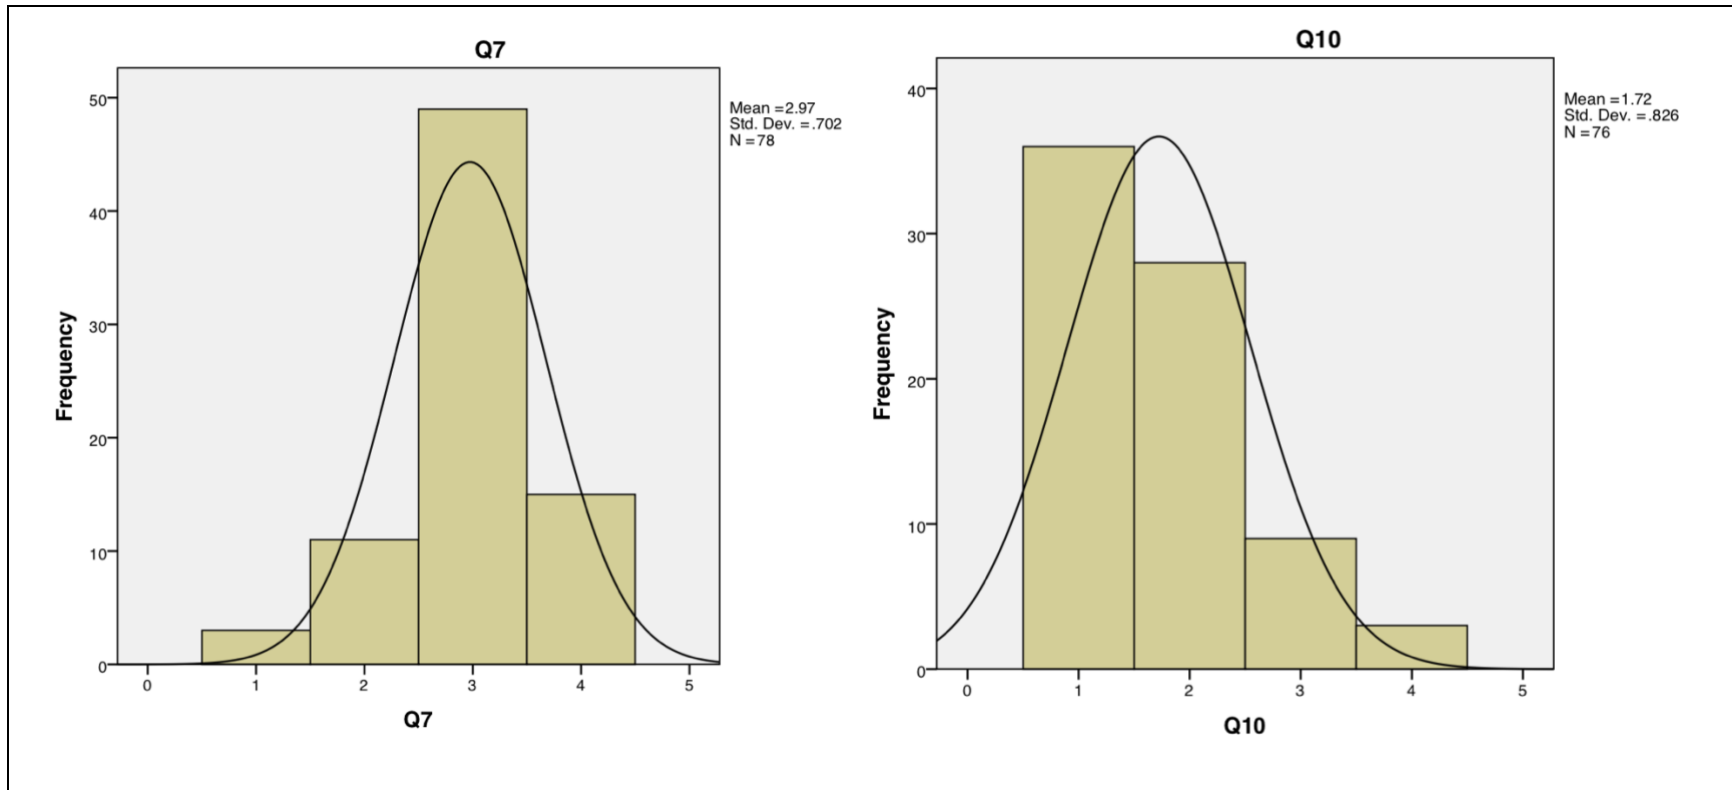 Q7
50
40
30
20
10
0
Frequency
0 1 2 3 4 5
Q7
Mean =2.97
Std. Dev. =.702
N =78
Q10
40
30
20
10
0
Frequency
0 1 2 3 4 5
Q10
Mean =1.72
Std. Dev. =.826
N =76